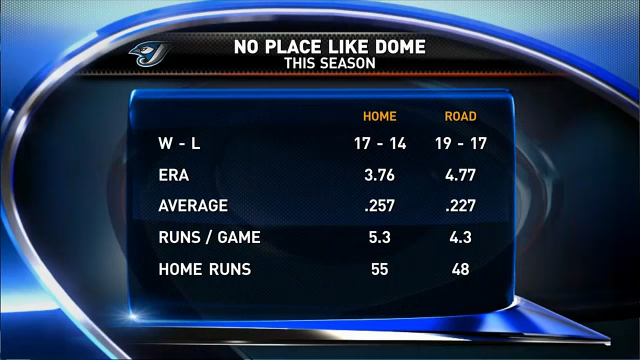 NO PLACE LIKE DOME
THIS SEASON
HOME ROAD
W - L 17 - 14 19 - 17
ERA 3.76 4.77
AVERAGE .257 .227
RUNS / GAME 5.3 4.3
HOME RUNS 55 48